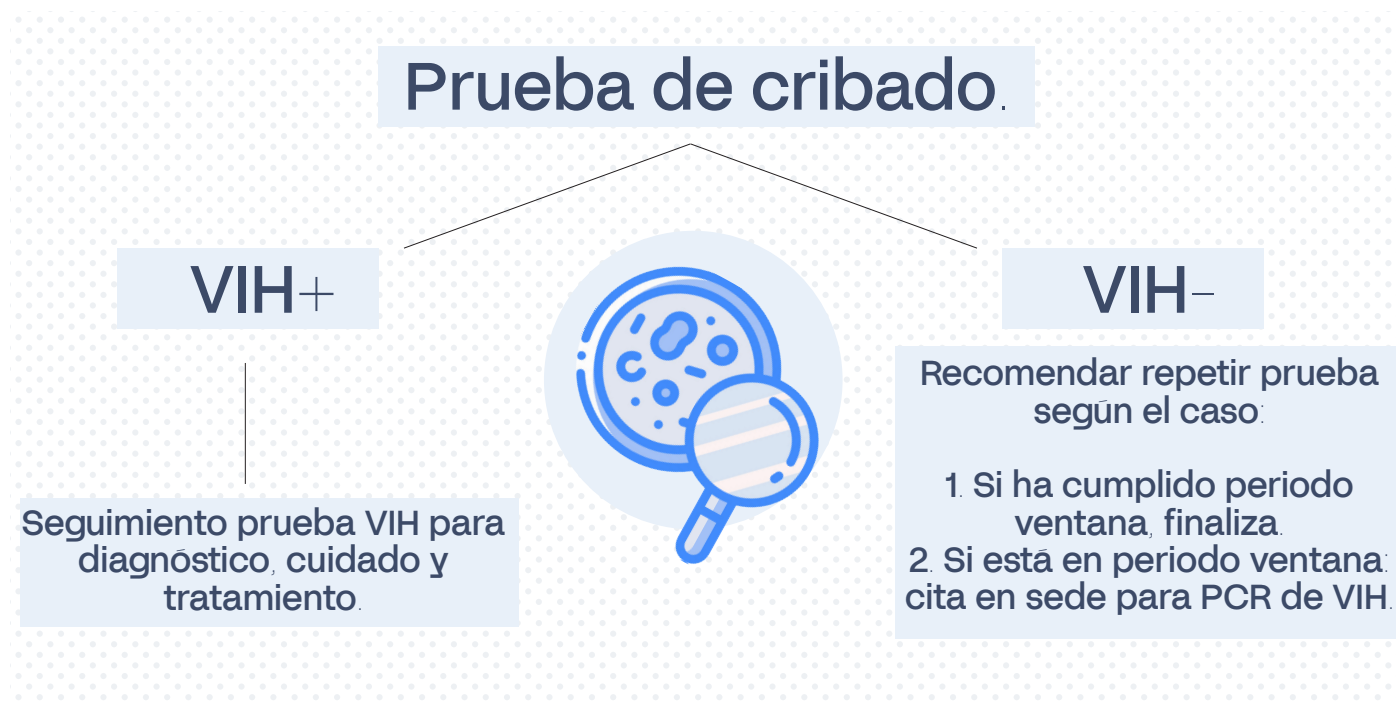 Prueba de cribado.
VIH+
Seguimiento prueba VIH para
diagnóstico, cuidado y
tratamiento.
VIH-
Recomendar repetir prueba
según el caso:
1. Si ha cumplido periodo
ventana, finaliza.
2. Si está en periodo ventana:
cita en sede para PCR de VIH.